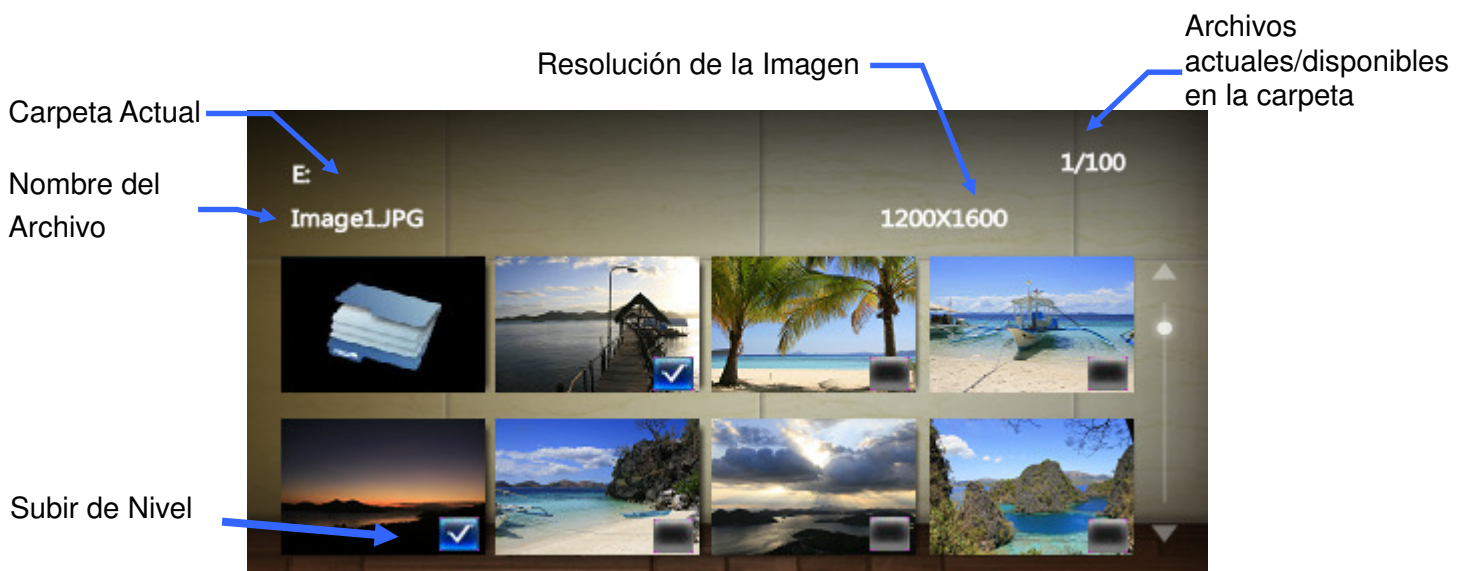 Archivos
actuales/disponibles
en la carpeta
Resolución de la Imagen
Carpeta Actual
Nombre del
Archivo
E:
1/100
Image1.JPG
1200X1600
Subir de Nivel